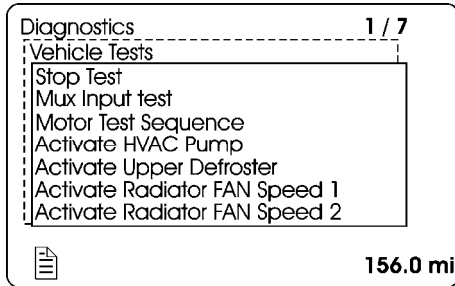 Diagnostics 1 / 7
Vehicle Tests
Stop Test
Mux Input test
Motor Test Sequence
Activate HVAC Pump
Activate Upper Defroster
Activate Radiator FAN Speed 1
Activate Radiator FAN Speed 2
156.0 mi